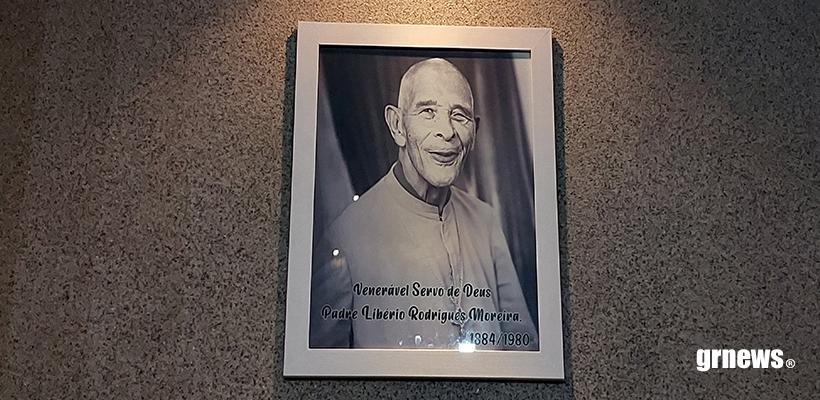 Venerável Servo de Deus
Padre Libério Rodrigues Moreira.
1884/1980
grnews®